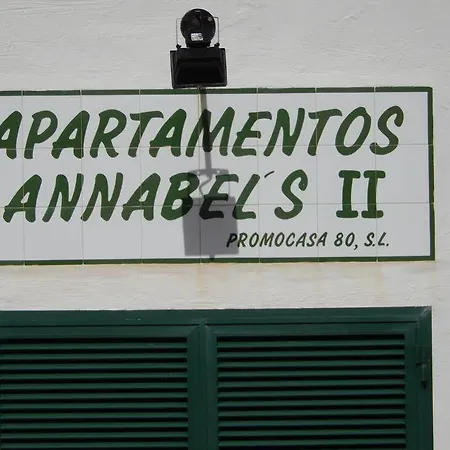 APARTAMENTOS
ANNABEL´S II
PROMOCASA 80, S.L.